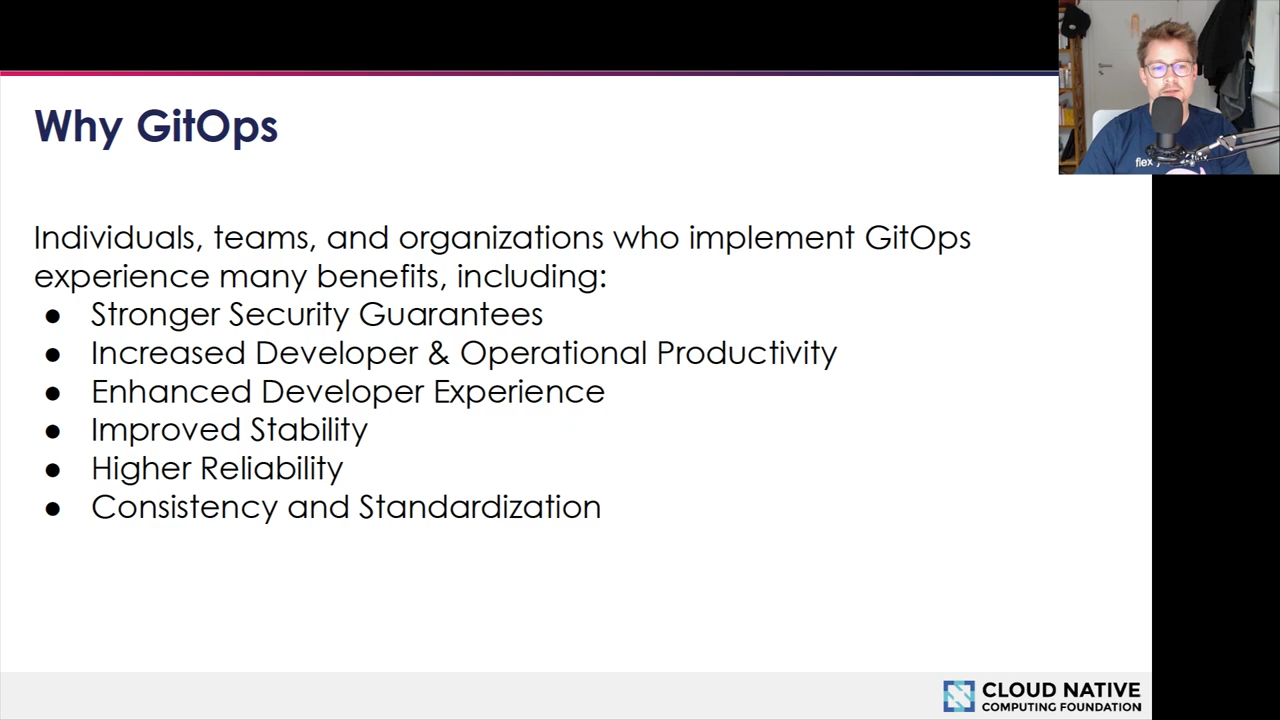 Why GitOps
Individuals, teams, and organizations who implement GitOps
experience many benefits, including:
● Stronger Security Guarantees
● Increased Developer & Operational Productivity
● Enhanced Developer Experience
● Improved Stability
● Higher Reliability
● Consistency and Standardization
CLOUD NATIVE
COMPUTING FOUNDATION